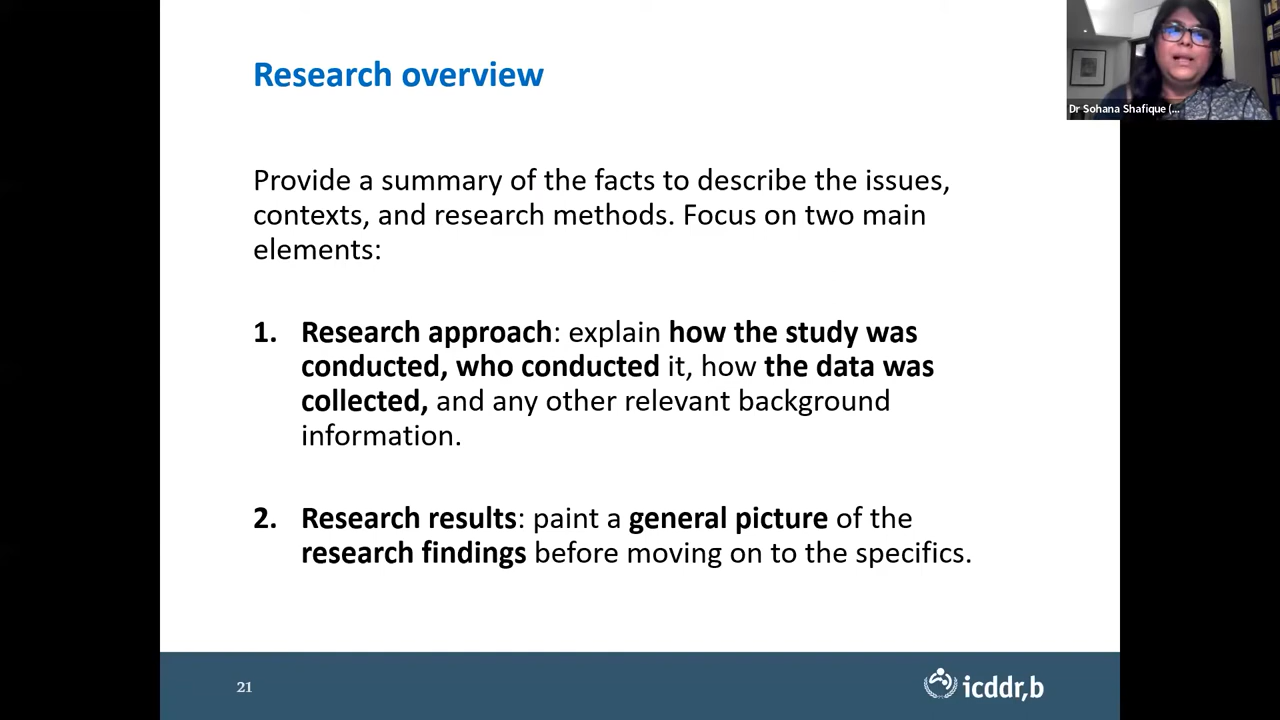 Research overview
Dr Sohana Shafique (...
Provide a summary of the facts to describe the issues,
contexts, and research methods. Focus on two main
elements:
1. Research approach: explain how the study was
conducted, who conducted it, how the data was
collected, and any other relevant background
information.
2. Research results: paint a general picture of the
research findings before moving on to the specifics.
21
icddr,b